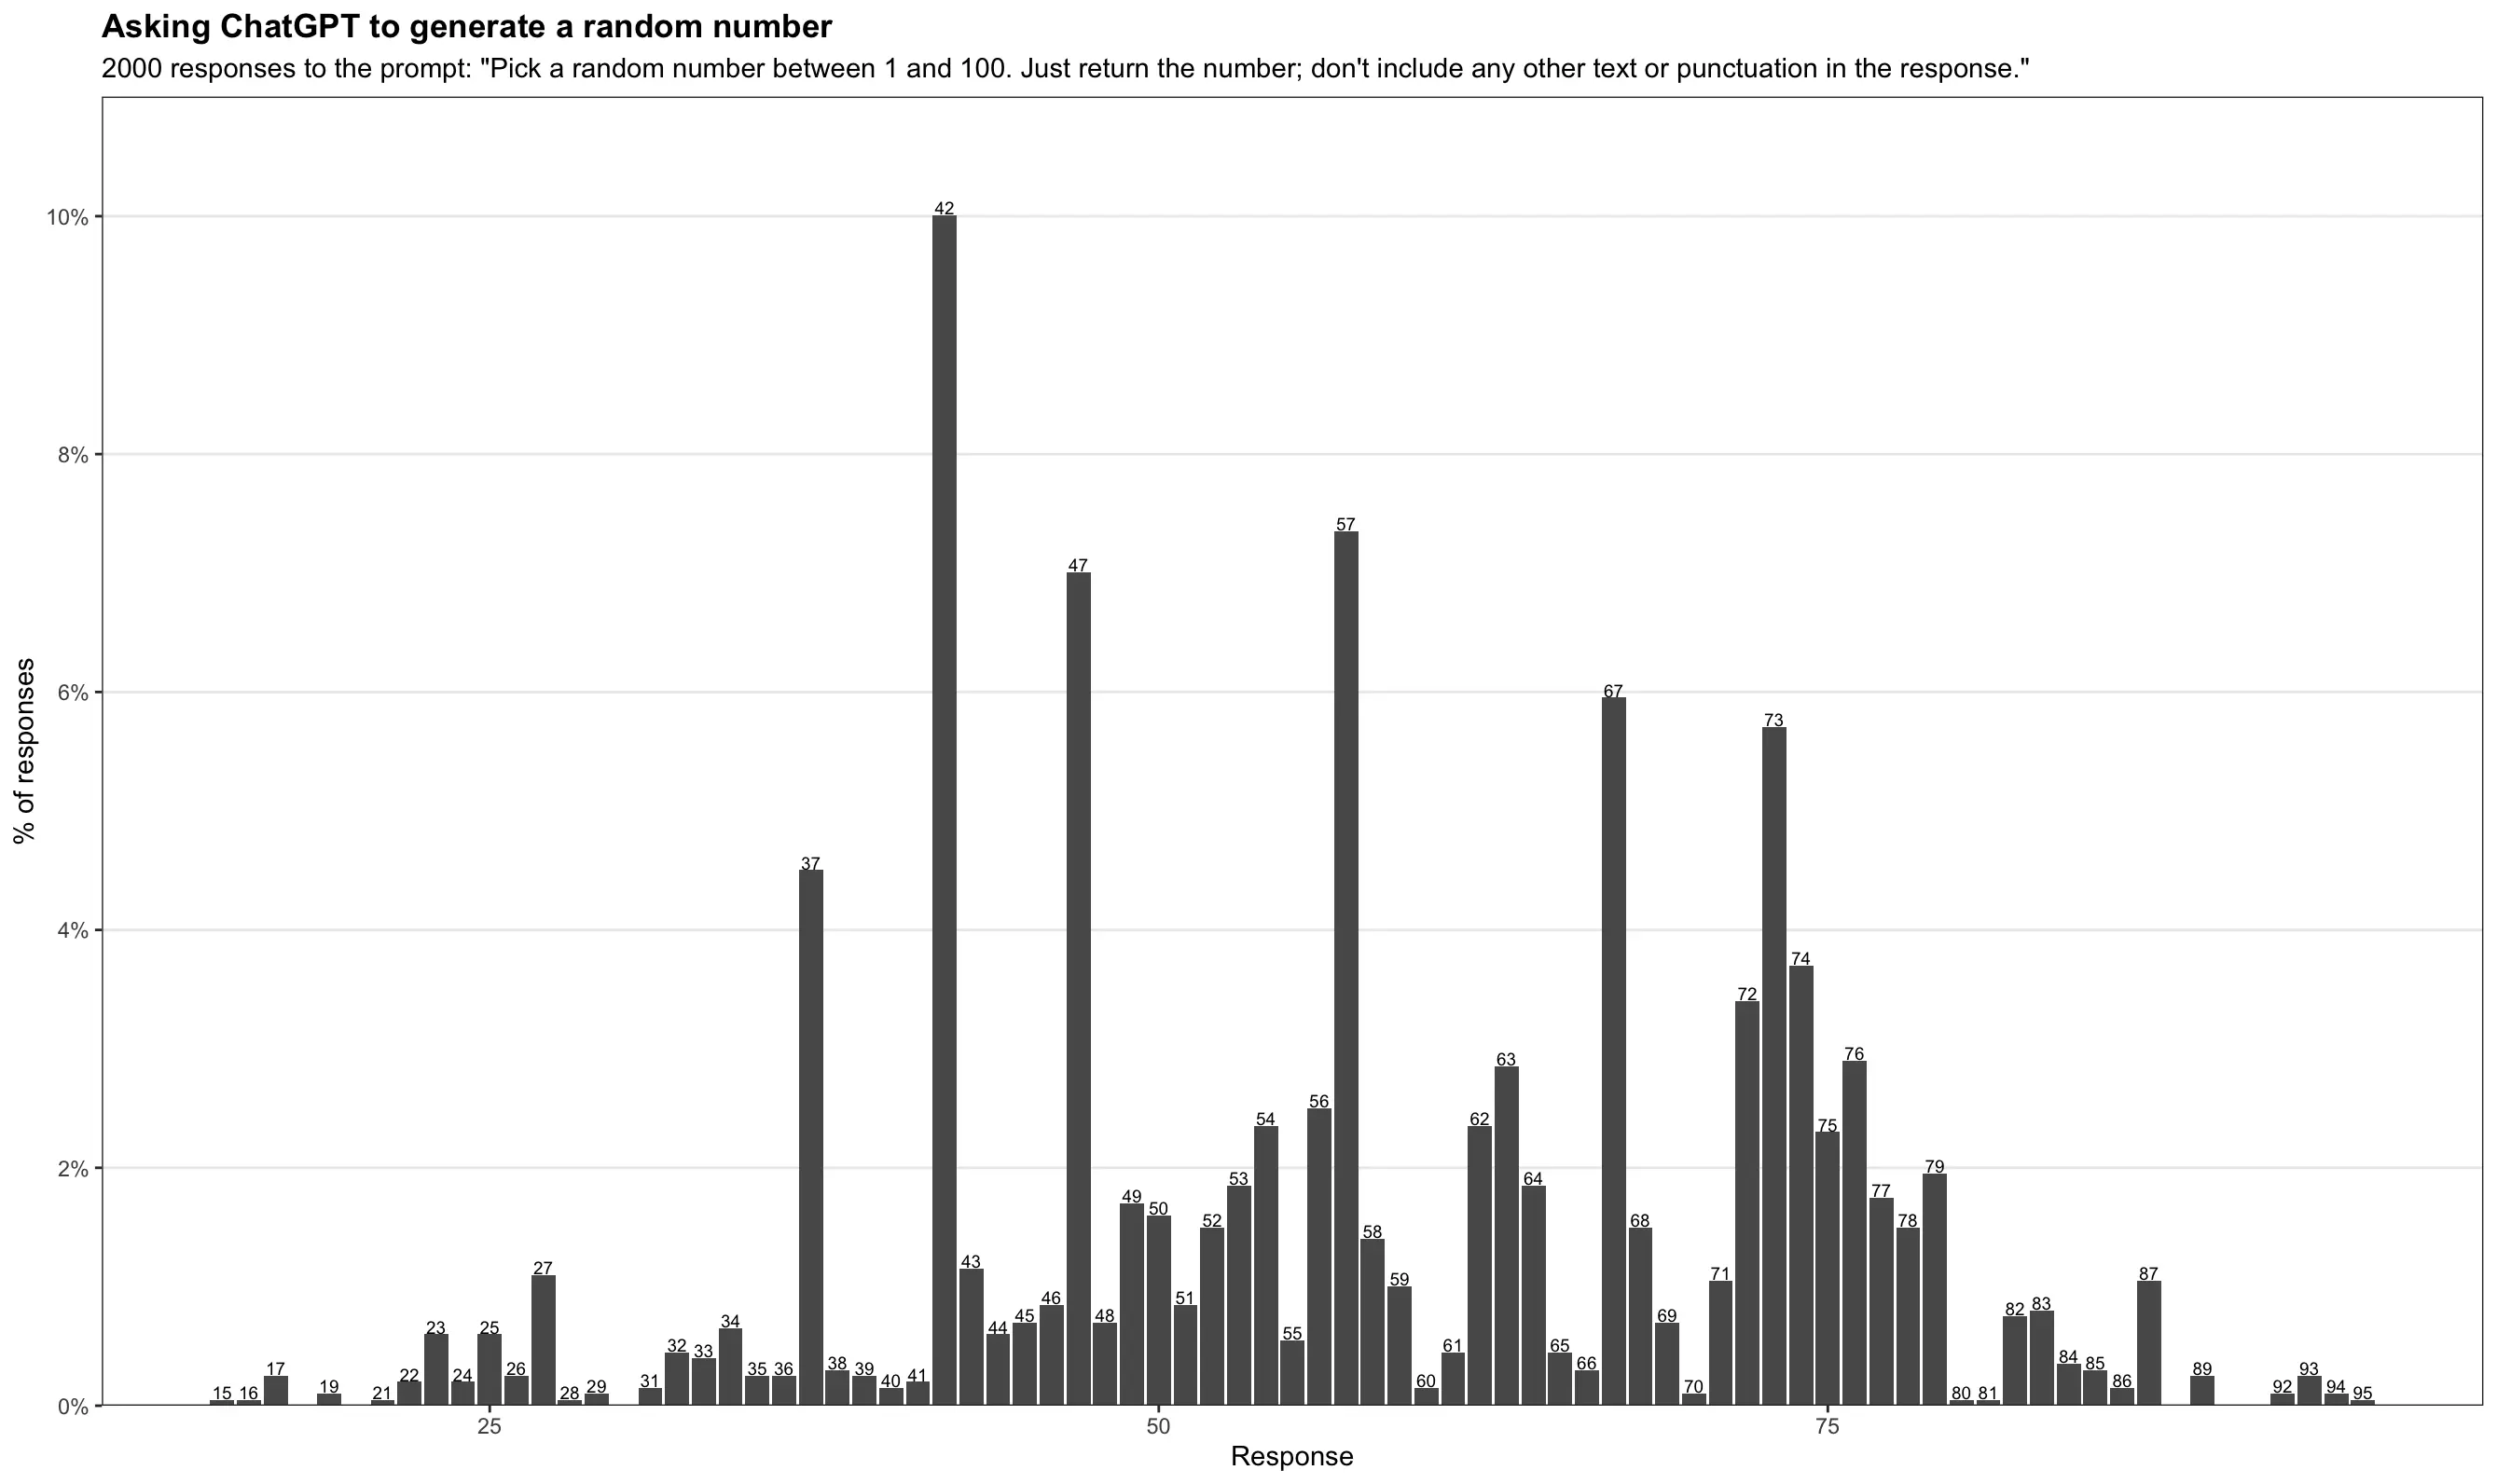 Asking ChatGPT to generate a random number
2000 responses to the prompt: "Pick a random number between 1 and 100. Just return the number; don't include any other text or punctuation in the response."
% of responses
10%
8%
6%
4%
2%
0%
15 16 17 19 21 22 23 24 25 26 27 28 29 31 32 33 34 35 36 37 38 39 40 41 42 43 44 45 46 47 48 49 50 51 52 53 54 55 56 57 58 59 60 61 62 63 64 65 66 67 68 69 70 71 72 73 74 75 76 77 78 79 80 81 82 83 84 85 86 87 89 92 93 94 95
25 50 75
Response